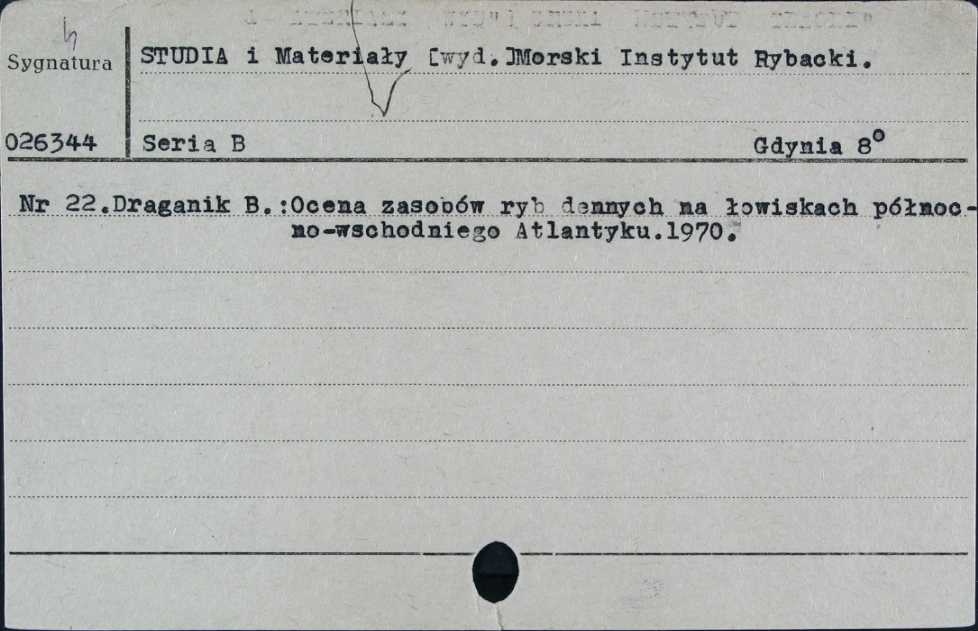 Sygnatura
STUDIA i Materiały [wyd.]Morski Instytut Rybacki.
026344
Seria B Gdynia 8°
Nr 22.Draganik B.:Ocena zasobów ryb dennych na łowiskach północ-
no-wschodniego Atlantyku.1970.